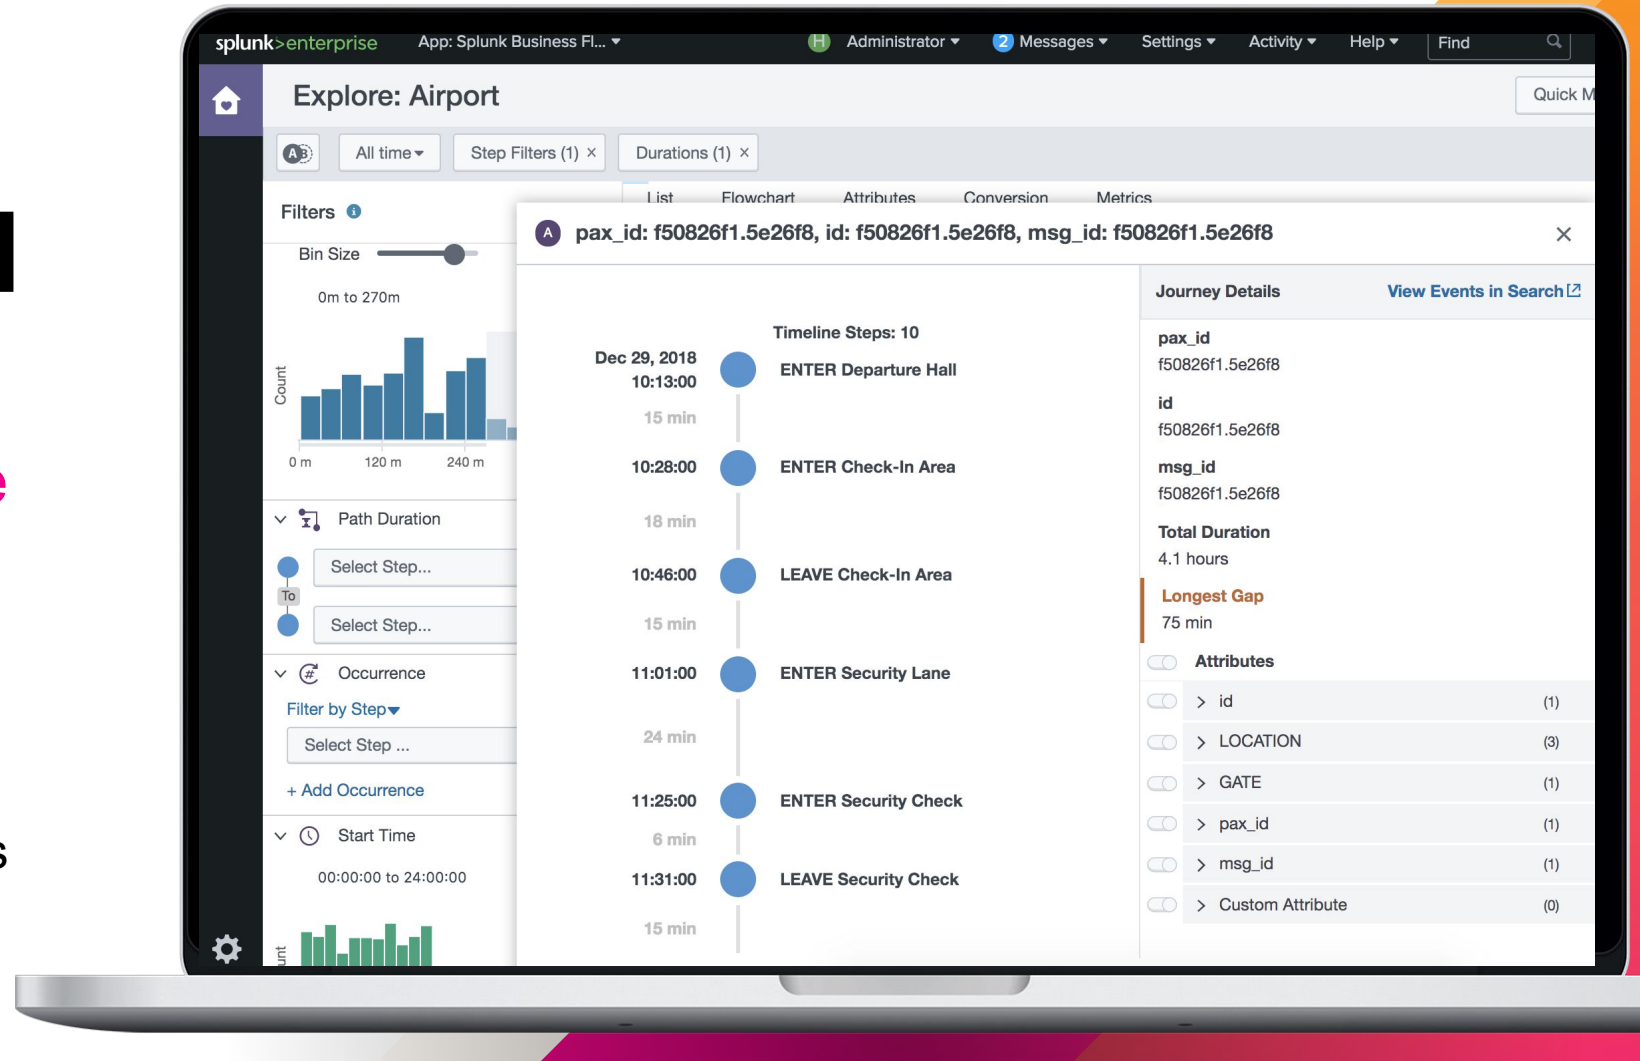 splunk>enterprise App: Splunk Business Fl... H Administrator 2 Messages Settings Activity Help Find
Explore: Airport
Quick M
A B All time Step Filters (1) × Durations (1) ×
Filters i
List Flowchart Attributes Conversion Metrics
Bin Size
0m to 270m
Count
0 m 120 m 240 m
Path Duration
Select Step...
To
Select Step...
# Occurrence
Filter by Step
Select Step ...
+ Add Occurrence
Start Time
00:00:00 to 24:00:00
unt
A pax_id: f50826f1.5e26f8, id: f50826f1.5e26f8, msg_id: f50826f1.5e26f8 ×
Timeline Steps: 10
Dec 29, 2018
10:13:00 ENTER Departure Hall
15 min
10:28:00 ENTER Check-In Area
18 min
10:46:00 LEAVE Check-In Area
15 min
11:01:00 ENTER Security Lane
24 min
11:25:00 ENTER Security Check
6 min
11:31:00 LEAVE Security Check
15 min
Journey Details View Events in Search
pax_id
f50826f1.5e26f8
id
f50826f1.5e26f8
msg_id
f50826f1.5e26f8
Total Duration
4.1 hours
Longest Gap
75 min
Attributes
id (1)
LOCATION (3)
GATE (1)
pax_id (1)
msg_id (1)
Custom Attribute (0)
e
s